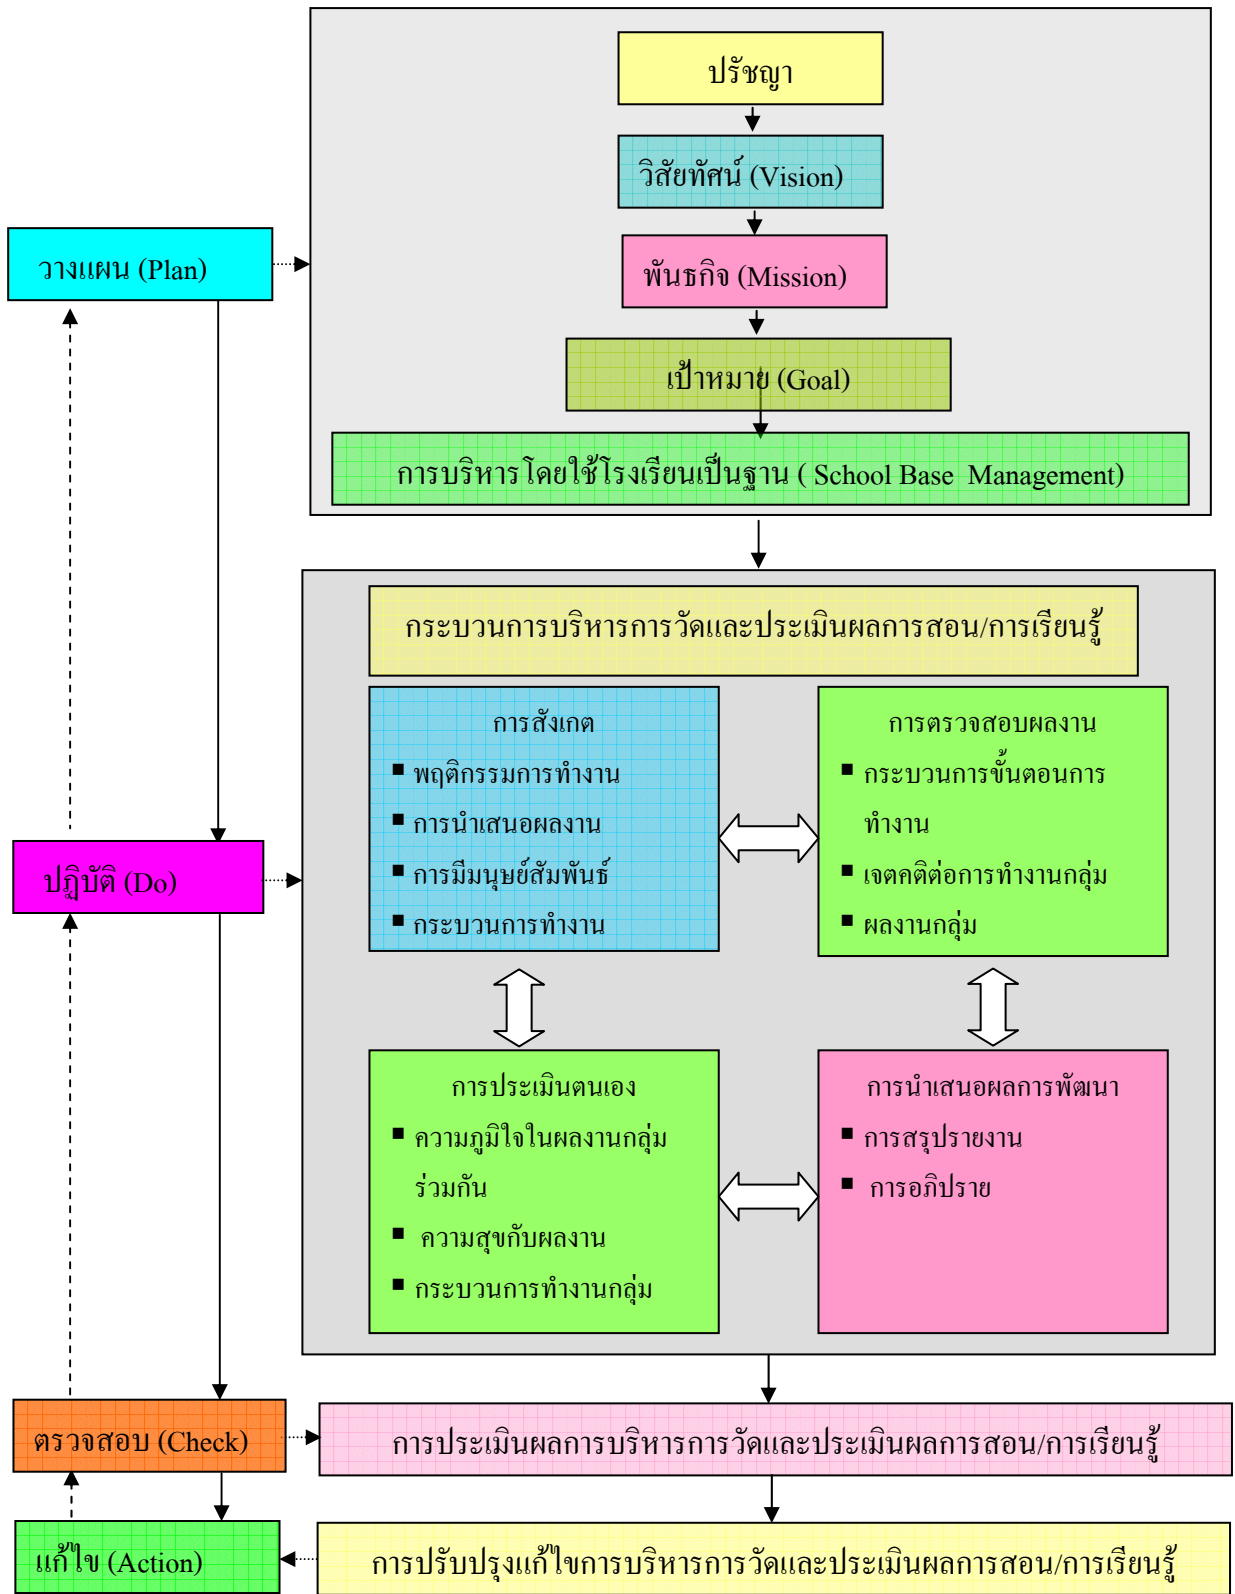 ปรัชญา
วิสัยทัศน์ (Vision)
วางแผน (Plan)
พันธกิจ (Mission)
เป้าหมาย (Goal)
การบริหารโดยใช้โรงเรียนเป็นฐาน ( School Base Management)
กระบวนการบริหารการวัดและประเมินผลการสอน/การเรียนรู้
การสังเกต
▪ พฤติกรรมการทำงาน
▪ การนำเสนอผลงาน
▪ การมีมนุษย์สัมพันธ์
▪ กระบวนการทำงาน
การตรวจสอบผลงาน
▪ กระบวนการขั้นตอนการ
ทำงาน
▪ เจตคติต่อการทำงานกลุ่ม
▪ ผลงานกลุ่ม
ปฏิบัติ (Do)
การประเมินตนเอง
▪ ความภูมิใจในผลงานกลุ่ม
ร่วมกัน
▪ ความสุขกับผลงาน
▪ กระบวนการทำงานกลุ่ม
การนำเสนอผลการพัฒนา
▪ การสรุปรายงาน
▪ การอภิปราย
ตรวจสอบ (Check)
การประเมินผลการบริหารการวัดและประเมินผลการสอน/การเรียนรู้
แก้ไข (Action)
การปรับปรุงแก้ไขการบริหารการวัดและประเมินผลการสอน/การเรียนรู้